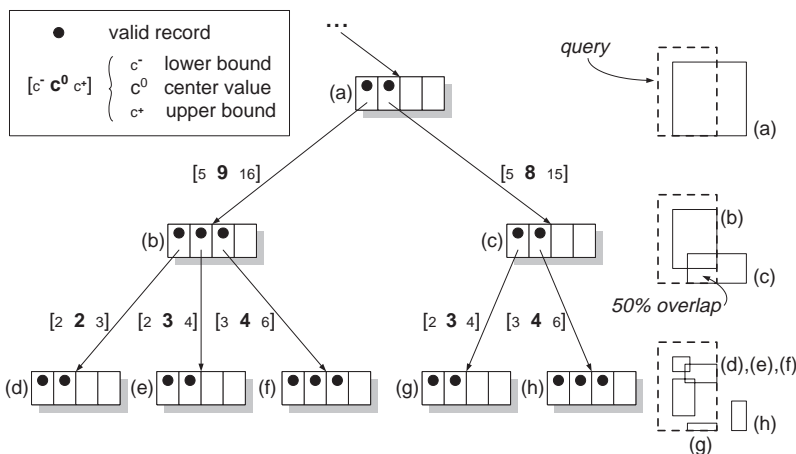 valid record
[c⁻ c⁰ c⁺]
c⁻ lower bound
c⁰ center value
c⁺ upper bound
...
(a)
query
(a)
[5 9 16]
[5 8 15]
(b)
(c)
(b)
(c)
50% overlap
[2 2 3]
[2 3 4]
[3 4 6]
[2 3 4]
[3 4 6]
(d)
(e)
(f)
(g)
(h)
(d),(e),(f)
(h)
(g)